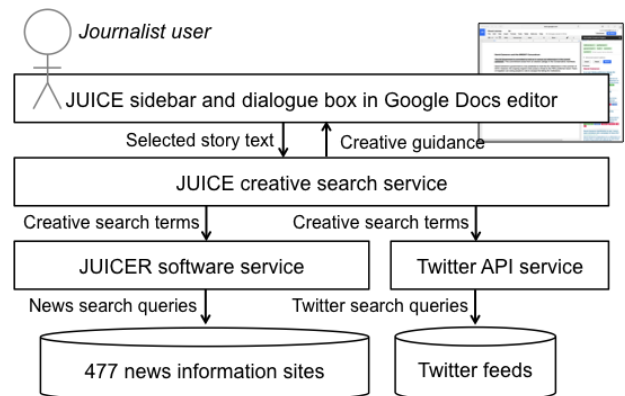 Journalist user
JUICE sidebar and dialogue box in Google Docs editor
Selected story text
Creative guidance
JUICE creative search service
Creative search terms
Creative search terms
JUICER software service
Twitter API service
News search queries
Twitter search queries
477 news information sites
Twitter feeds